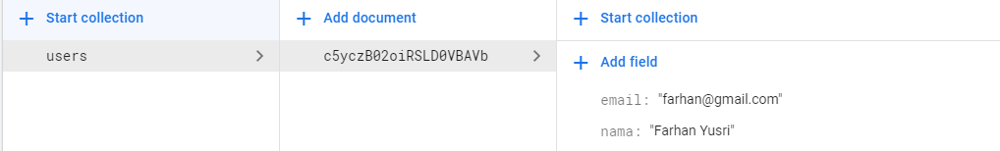 + Start collection
users
+ Add document
c5yczB02oiRSLD0VBAVb
+ Start collection
+ Add field
email: "farhan@gmail.com"
nama: "Farhan Yusri"